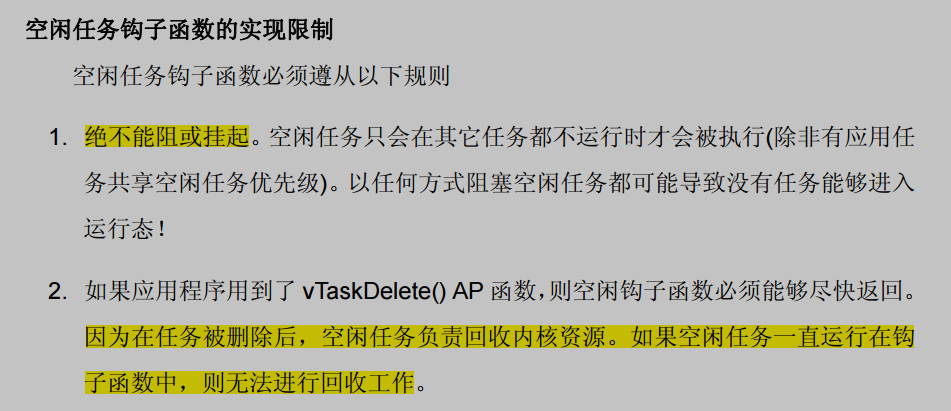 空闲任务钩子函数的实现限制
空闲任务钩子函数必须遵从以下规则
1. 绝不能阻或挂起。空闲任务只会在其它任务都不运行时才会被执行(除非有应用任
务共享空闲任务优先级)。以任何方式阻塞空闲任务都可能导致没有任务能够进入
运行态！
2. 如果应用程序用到了 vTaskDelete() AP 函数，则空闲钩子函数必须能够尽快返回。
因为在任务被删除后，空闲任务负责回收内核资源。如果空闲任务一直运行在钩
子函数中，则无法进行回收工作。